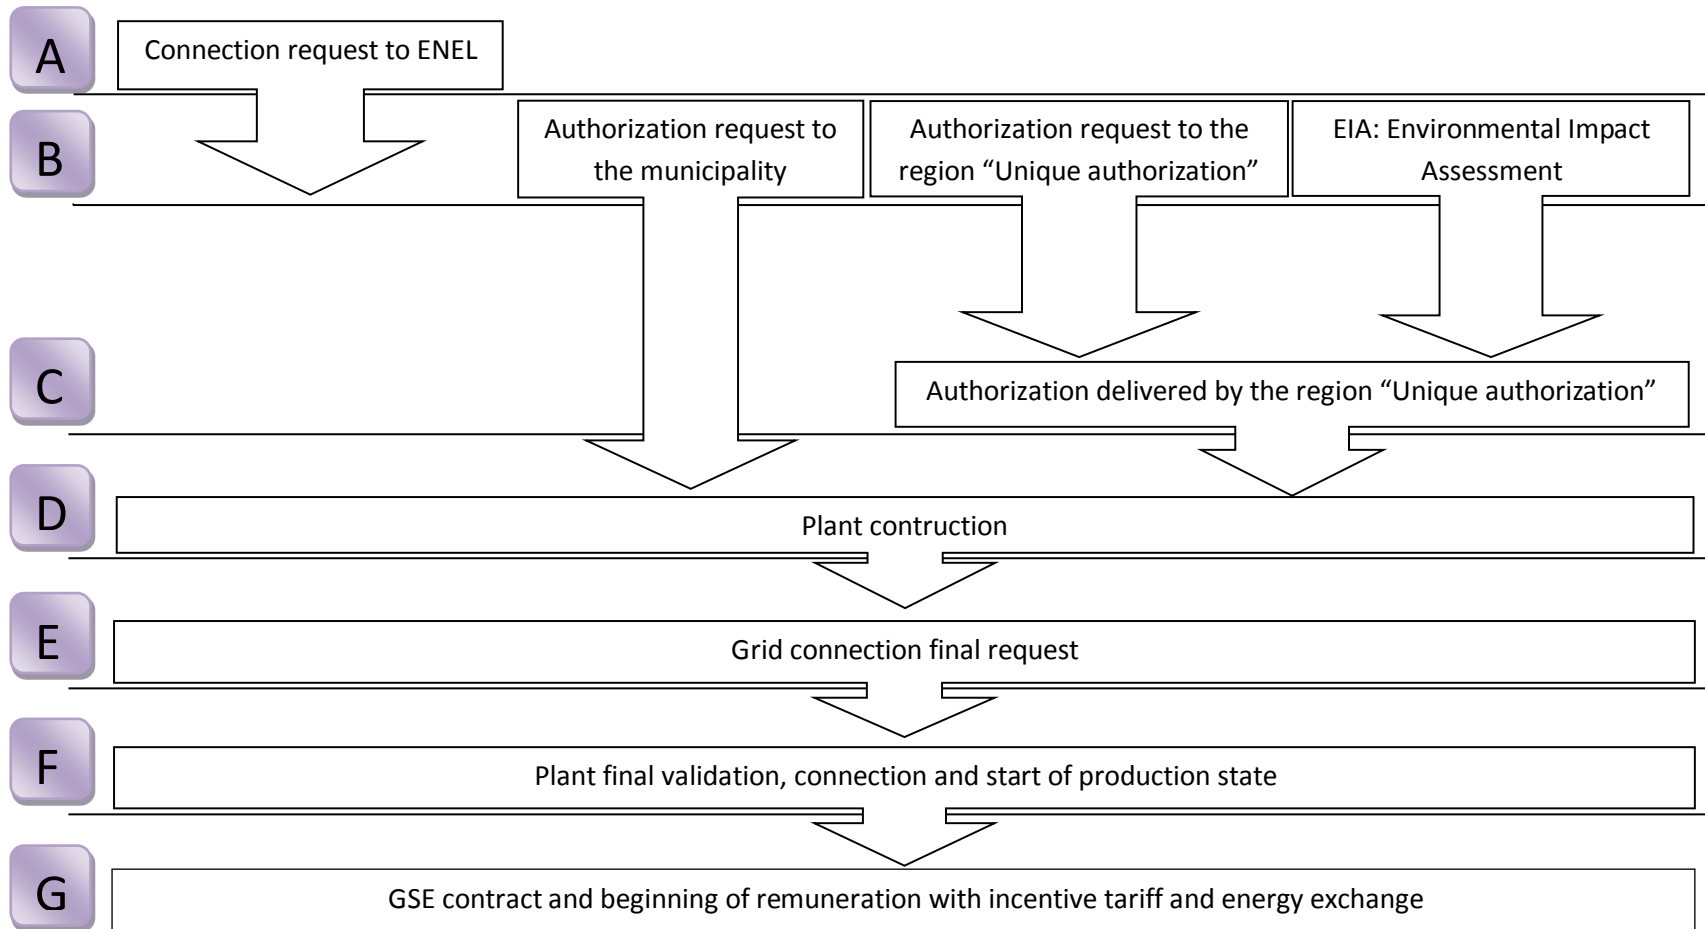 A
Connection request to ENEL
B
Authorization request to
the municipality
Authorization request to the
region “Unique authorization”
EIA: Environmental Impact
Assessment
C
Authorization delivered by the region “Unique authorization”
D
Plant contruction
E
Grid connection final request
F
Plant final validation, connection and start of production state
G
GSE contract and beginning of remuneration with incentive tariff and energy exchange